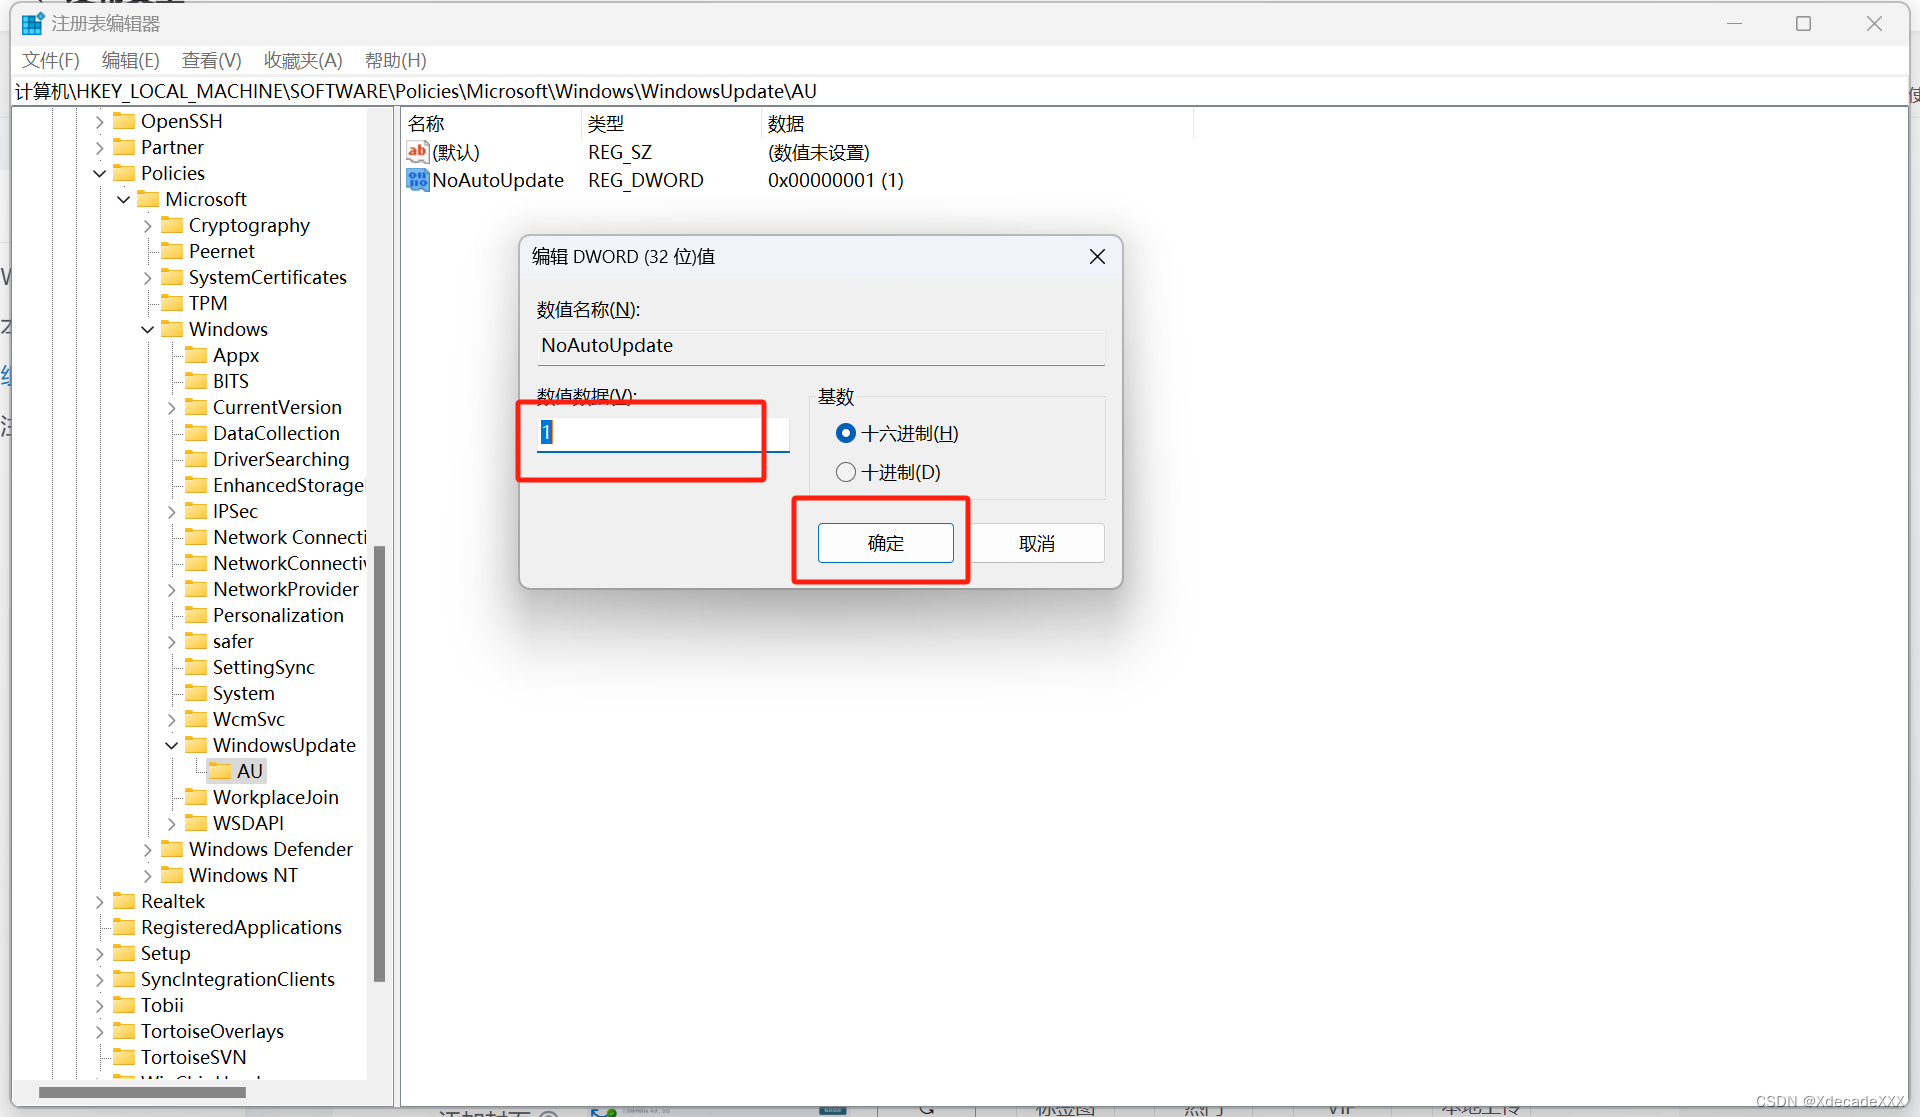 注册表编辑器
文件(F) 编辑(E) 查看(V) 收藏夹(A) 帮助(H)
计算机\HKEY_LOCAL_MACHINE\SOFTWARE\Policies\Microsoft\Windows\WindowsUpdate\AU
OpenSSH
Partner
Policies
Microsoft
Cryptography
Peernet
SystemCertificates
TPM
Windows
Appx
BITS
CurrentVersion
DataCollection
DriverSearching
EnhancedStorage
IPSec
Network Connecti
NetworkConnectiv
NetworkProvider
Personalization
safer
SettingSync
System
WcmSvc
WindowsUpdate
AU
WorkplaceJoin
WSDAPI
Windows Defender
Windows NT
Realtek
RegisteredApplications
Setup
SyncIntegrationClients
Tobii
TortoiseOverlays
TortoiseSVN
名称 类型 数据
(默认) REG_SZ (数值未设置)
NoAutoUpdate REG_DWORD 0x00000001 (1)
编辑 DWORD (32 位)值
数值名称(N):
NoAutoUpdate
数值数据(V):
1
基数
十六进制(H)
十进制(D)
确定
取消
CSDN @XdecadeXXX